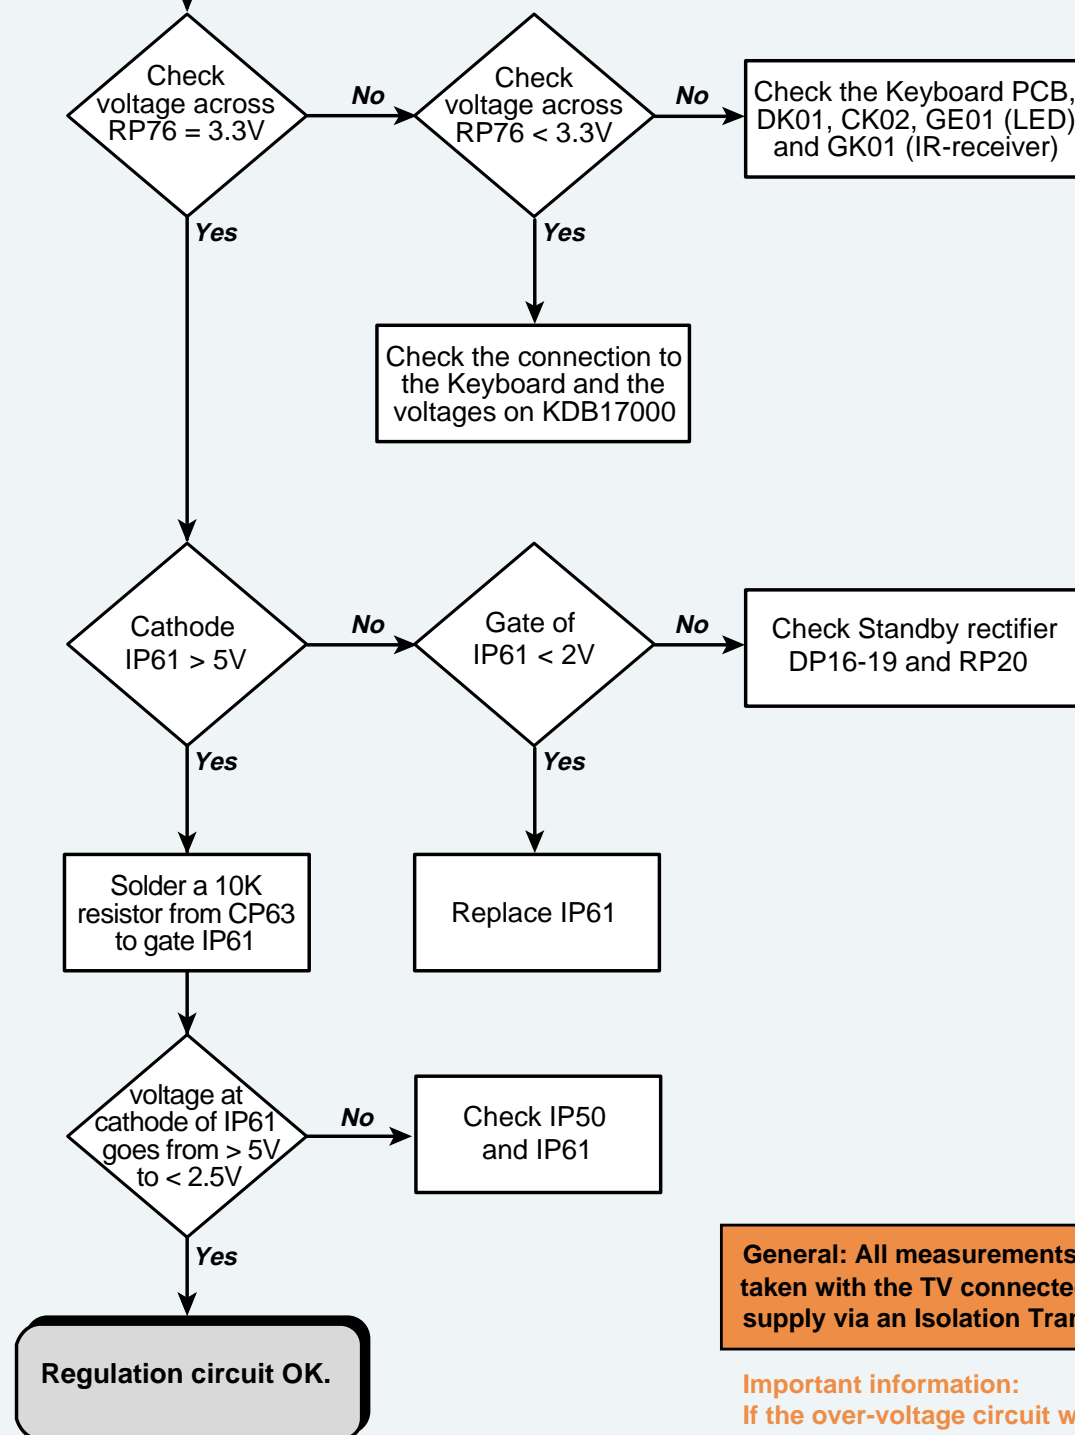 Check
voltage across
RP76 = 3.3V
No
Check
voltage across
RP76 < 3.3V
No
Check the Keyboard PCB,
DK01, CK02, GE01 (LED)
and GK01 (IR-receiver)
Yes
Yes
Check the connection to
the Keyboard and the
voltages on KDB17000
Cathode
IP61 > 5V
No
Gate of
IP61 < 2V
No
Check Standby rectifier
DP16-19 and RP20
Yes
Yes
Solder a 10K
resistor from CP63
to gate IP61
Replace IP61
voltage at
cathode of IP61
goes from > 5V
to < 2.5V
No
Check IP50
and IP61
Yes
Regulation circuit OK.
General: All measurements
taken with the TV connecte
supply via an Isolation Tran
Important information:
If the over-voltage circuit w